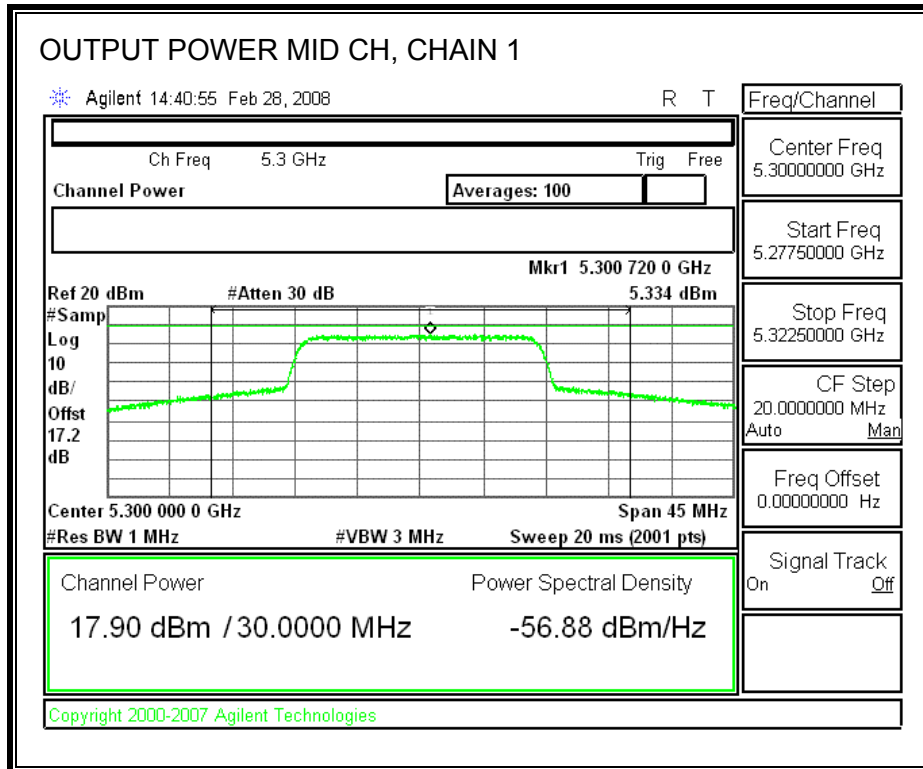 OUTPUT POWER MID CH, CHAIN 1
Agilent 14:40:55 Feb 28, 2008 R T
Freq/Channel
Ch Freq 5.3 GHz Trig Free
Channel Power Averages: 100
Mkr1 5.300 720 0 GHz
Ref 20 dBm #Atten 30 dB 5.334 dBm
#Samp
Log
10
dB/
Offst
17.2
dB
Center 5.300 000 0 GHz Span 45 MHz
#Res BW 1 MHz #VBW 3 MHz Sweep 20 ms (2001 pts)
Channel Power Power Spectral Density
17.90 dBm / 30.0000 MHz -56.88 dBm/Hz
Center Freq
5.30000000 GHz
Start Freq
5.27750000 GHz
Stop Freq
5.32250000 GHz
CF Step
20.0000000 MHz
Auto Man
Freq Offset
0.00000000 Hz
Signal Track
On Off
Copyright 2000-2007 Agilent Technologies